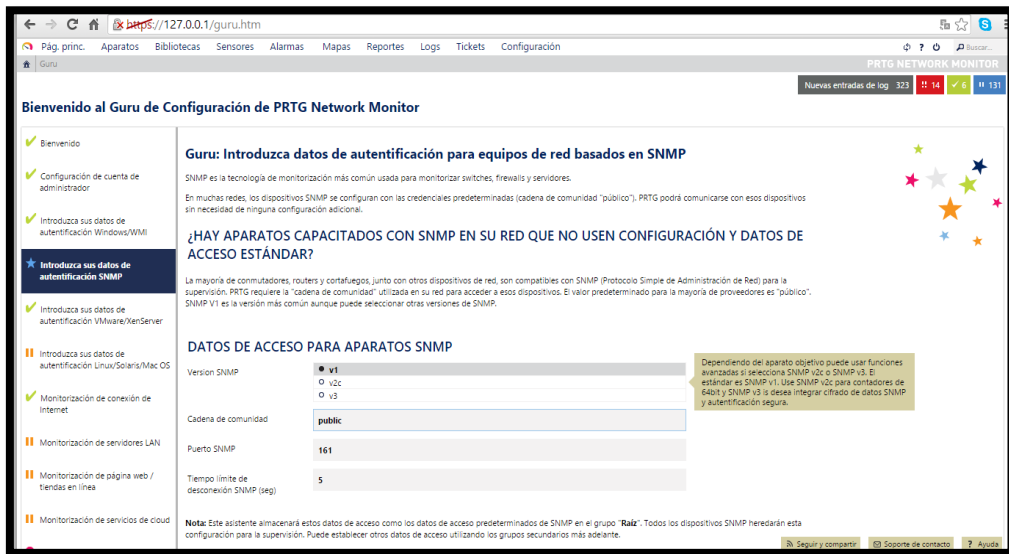 https://127.0.0.1/guru.htm
Pág. princ. Aparatos Bibliotecas Sensores Alarmas Mapas Reportes Logs Tickets Configuración ? Buscar...
Guru PRTG NETWORK MONITOR
Nuevas entradas de log 323 !! 14 6 131
Bienvenido al Guru de Configuración de PRTG Network Monitor
Bienvenido
Configuración de cuenta de
administrador
Introduzca sus datos de
autentificación Windows/WMI
Introduzca sus datos de
autentificación SNMP
Introduzca sus datos de
autentificación VMware/XenServer
Introduzca sus datos de
autentificación Linux/Solaris/Mac OS
Monitorización de conexión de
Internet
Monitorización de servidores LAN
Monitorización de página web /
tiendas en línea
Monitorización de servicios de cloud
Guru: Introduzca datos de autentificación para equipos de red basados en SNMP
SNMP es la tecnología de monitorización más común usada para monitorizar switches, firewalls y servidores.
En muchas redes, los dispositivos SNMP se configuran con las credenciales predeterminadas (cadena de comunidad "público"). PRTG podrá comunicarse con esos dispositivos
sin necesidad de ninguna configuración adicional.
¿HAY APARATOS CAPACITADOS CON SNMP EN SU RED QUE NO USEN CONFIGURACIÓN Y DATOS DE
ACCESO ESTÁNDAR?
La mayoría de conmutadores, routers y cortafuegos, junto con otros dispositivos de red, son compatibles con SNMP (Protocolo Simple de Administración de Red) para la
supervisión. PRTG requiere la "cadena de comunidad" utilizada en su red para acceder a esos dispositivos. El valor predeterminado para la mayoría de proveedores es "público".
SNMP V1 es la versión más común aunque puede seleccionar otras versiones de SNMP.
DATOS DE ACCESO PARA APARATOS SNMP
Version SNMP
v1
v2c
v3
Dependiendo del aparato objetivo puede usar funciones
avanzadas si selecciona SNMP v2c o SNMP v3. El
estándar es SNMP v1. Use SNMP v2c para contadores de
64bit y SNMP v3 is desea integrar cifrado de datos SNMP
y autentificación segura.
Cadena de comunidad public
Puerto SNMP 161
Tiempo límite de
desconexión SNMP (seg) 5
Nota: Este asistente almacenará estos datos de acceso como los datos de acceso predeterminados de SNMP en el grupo "Raíz". Todos los dispositivos SNMP heredarán esta
configuración para la supervisión. Puede establecer otros datos de acceso utilizando los grupos secundarios más adelante.
Seguir y compartir Soporte de contacto ? Ayuda